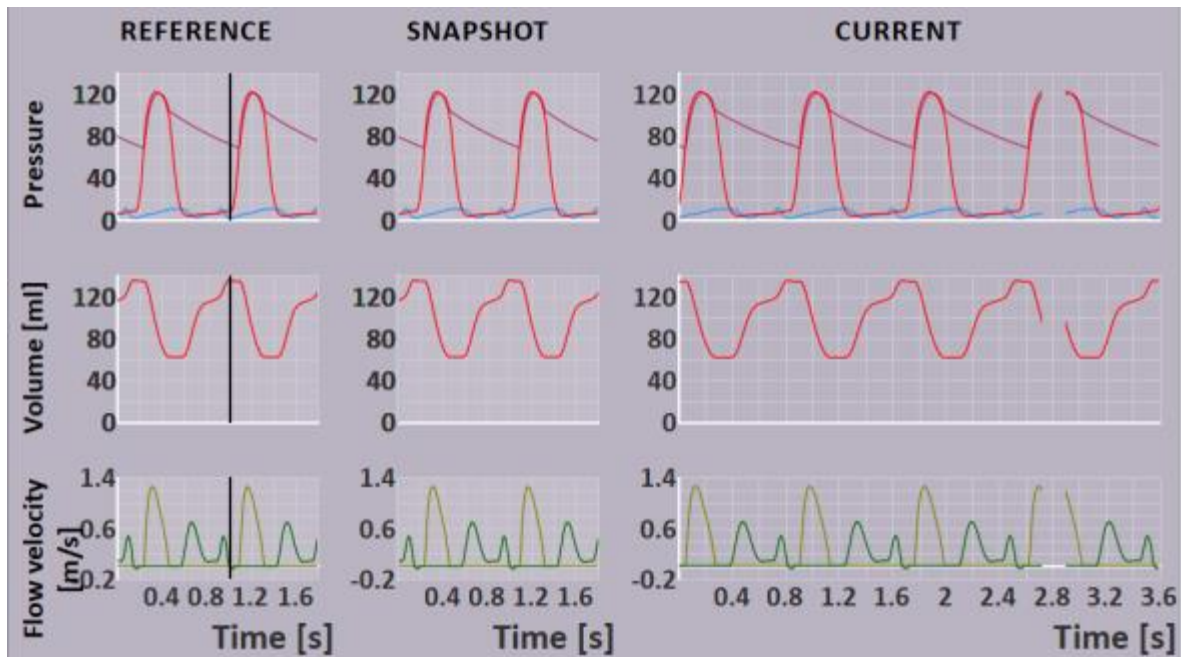 REFERENCE SNAPSHOT CURRENT
Pressure
120 120 120
80 80 80
40 40 40
0 0 0
Volume [ml]
120 120 120
80 80 80
40 40 40
0 0 0
Flow velocity
[m/s]
1.4 1.4 1.4
0.6 0.6 0.6
-0.2 -0.2 -0.2
0.4 0.8 1.2 1.6 0.4 0.8 1.2 1.6 0.4 0.8 1.2 1.6 2 2.4 2.8 3.2 3.6
Time [s] Time [s] Time [s]